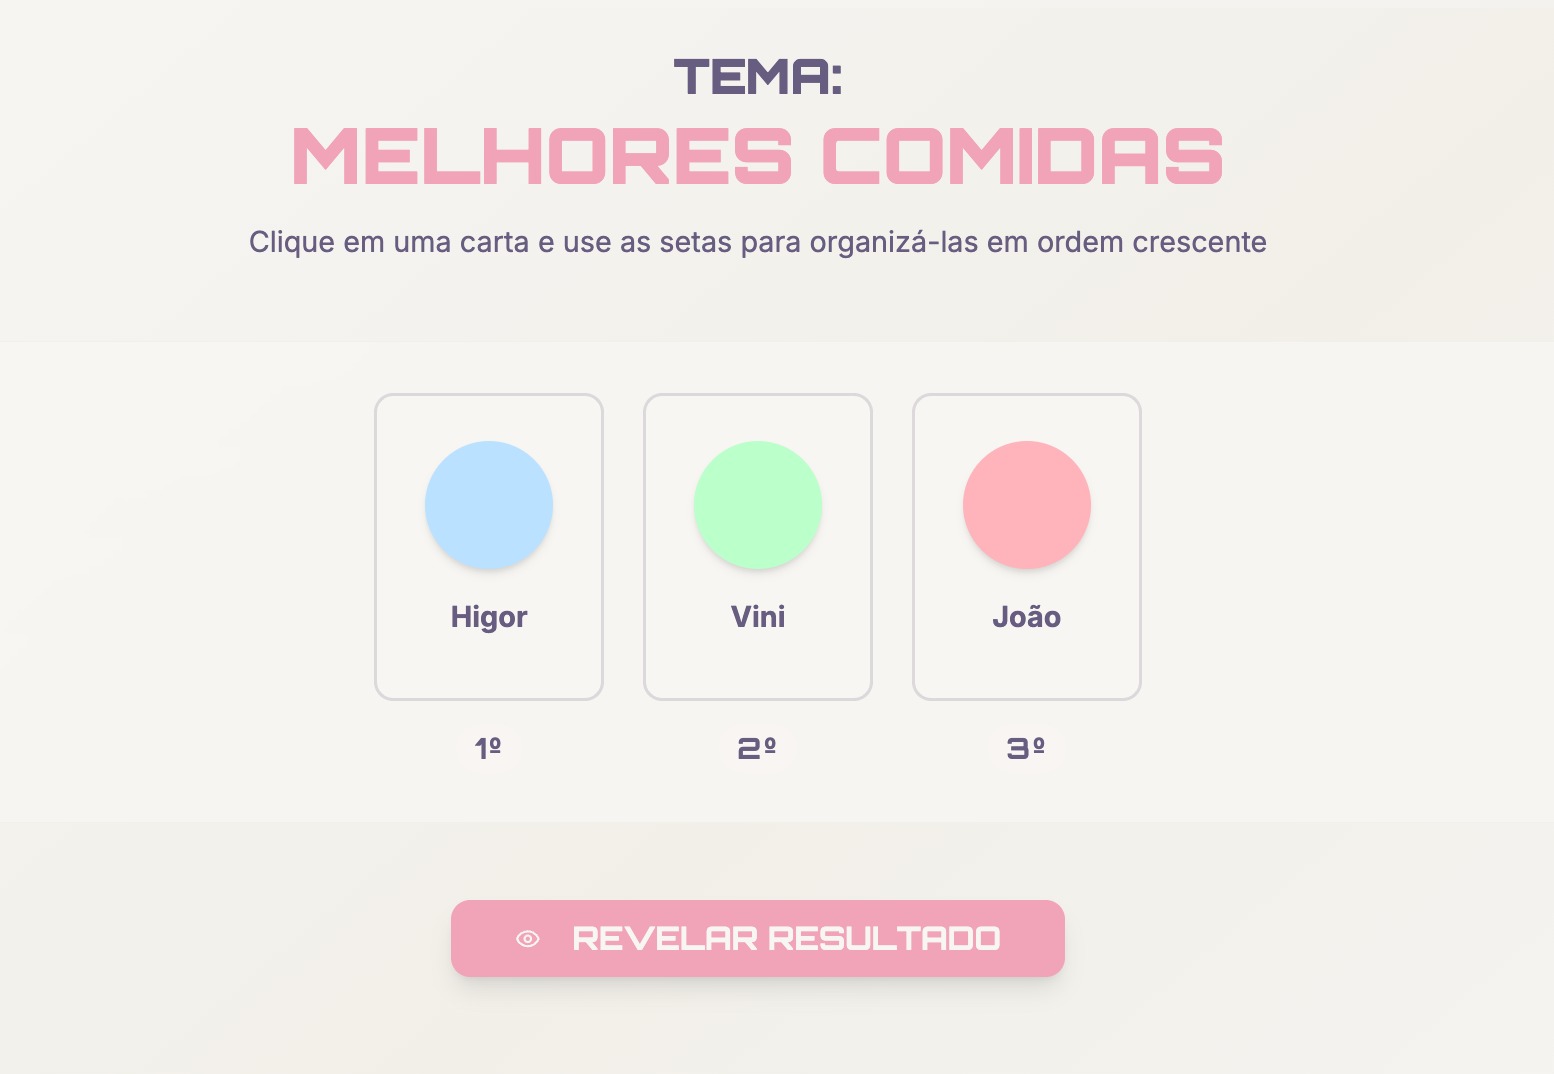 TEMA:
MELHORES COMIDAS
Clique em uma carta e use as setas para organizá-las em ordem crescente
Higor
Vini
João
1º
2º
3º
REVELAR RESULTADO